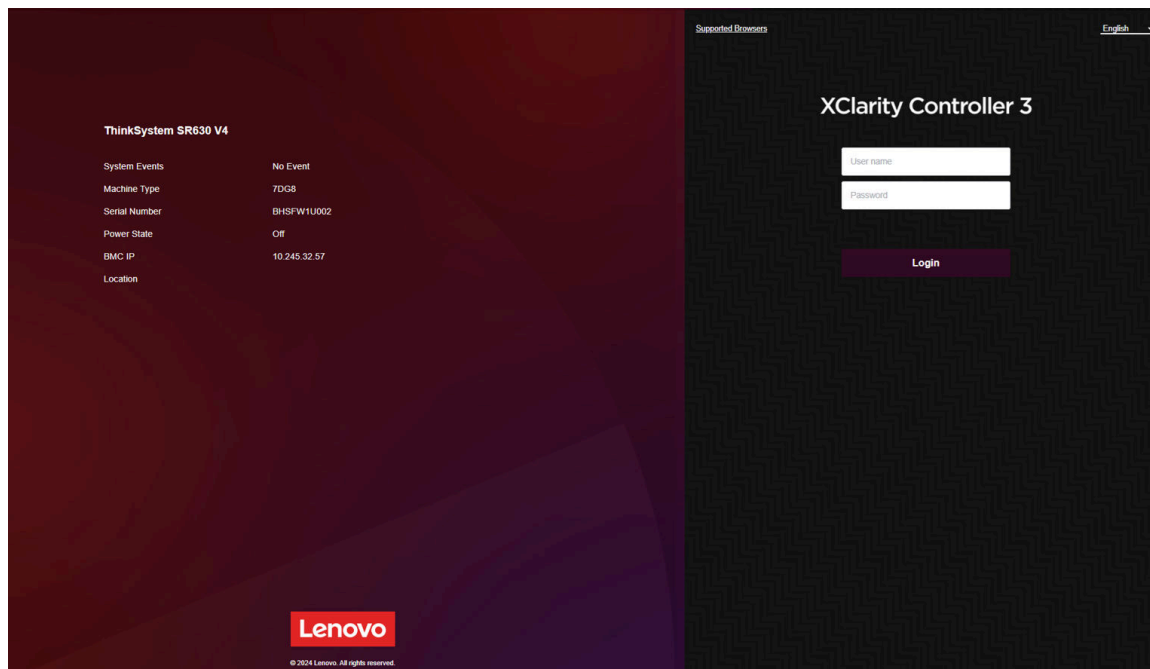 Supported Browsers
English
XClarity Controller 3
User name
Password
Login
ThinkSystem SR630 V4
System Events No Event
Machine Type 7DG8
Serial Number BHSFW1U002
Power State Off
BMC IP 10.245.32.57
Location
Lenovo
© 2024 Lenovo. All rights reserved.